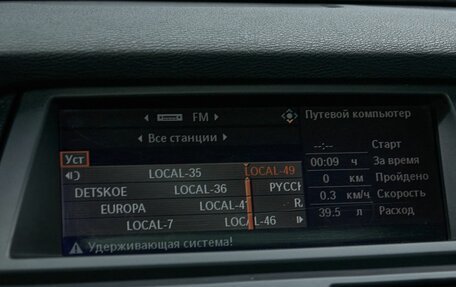 FM
Все станции
Уст
LOCAL-35 LOCAL-49
DETSKOE LOCAL-36
EUROPA
LOCAL-7 LOCAL-46
Удерживающая система!
Путевой компьютер
--:-- Старт
00:09 ч За время
0 км Пройдено
0.3 км/ч Скорость
39.5 л Расход